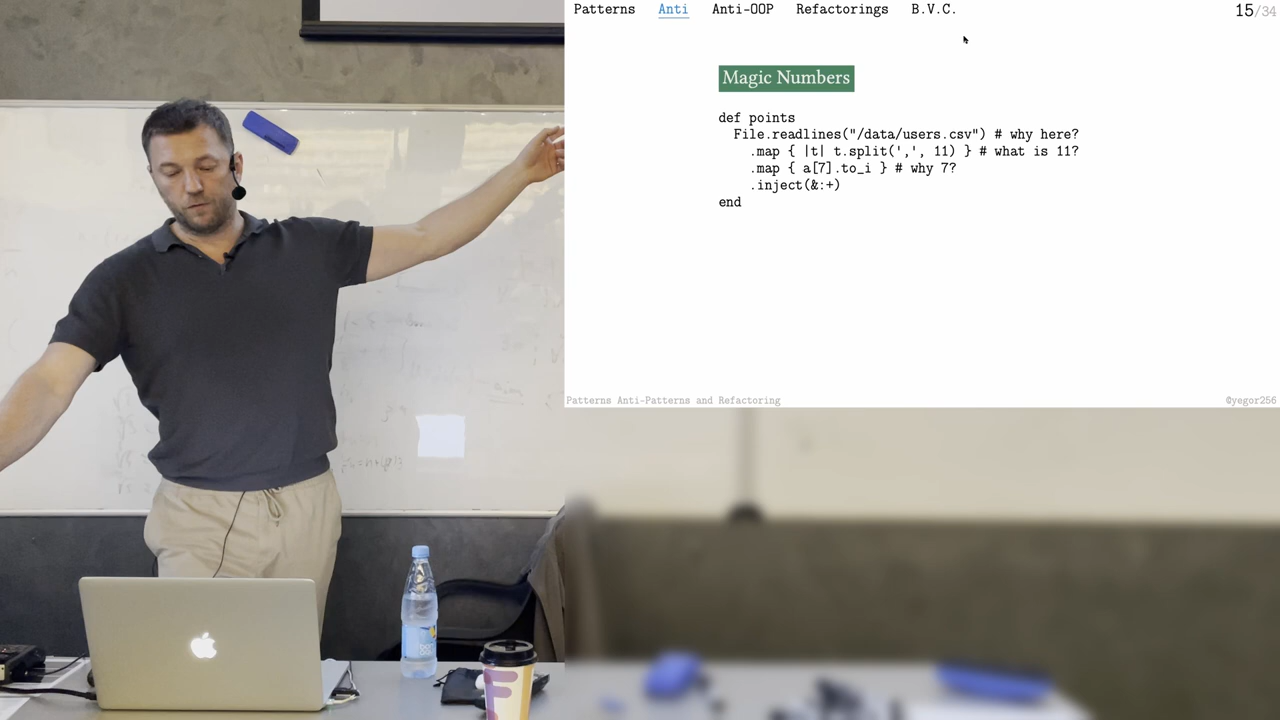 Patterns Anti Anti-OOP Refactorings B.V.C. 15/34
Magic Numbers
def points
File.readlines("/data/users.csv") # why here?
.map { |t| t.split(',', 11) } # what is 11?
.map { a[7].to_i } # why 7?
.inject(&:+)
end
Patterns Anti-Patterns and Refactoring @yegor256